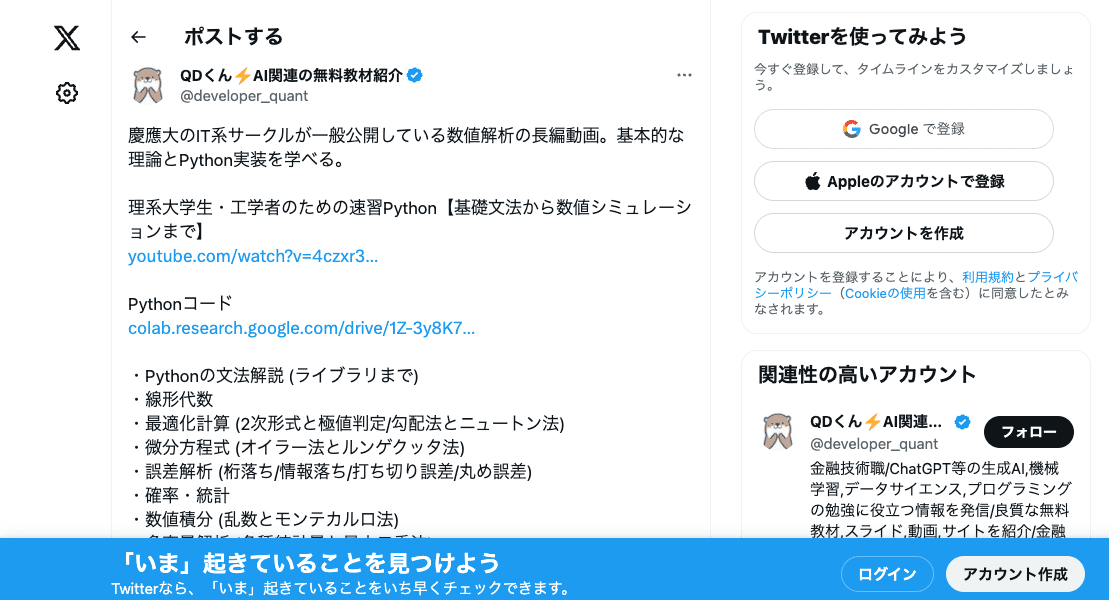 ポストする
QDくん⚡AI関連の無料教材紹介
@developer_quant
慶應大のIT系サークルが一般公開している数値解析の長編動画。基本的な
理論とPython実装を学べる。
理系大学生・工学者のための速習Python【基礎文法から数値シミュレーシ
ョンまで】
youtube.com/watch?v=4czxr3…
Pythonコード
colab.research.google.com/drive/1Z-3y8K7…
・Pythonの文法解説 (ライブラリまで)
・線形代数
・最適化計算 (2次形式と極値判定/勾配法とニュートン法)
・微分方程式 (オイラー法とルンゲクッタ法)
・誤差解析 (桁落ち/情報落ち/打ち切り誤差/丸め誤差)
・確率・統計
・数値積分 (乱数とモンテカルロ法)
Twitterを使ってみよう
今すぐ登録して、タイムラインをカスタマイズしましょ
う。
Google で登録
Appleのアカウントで登録
アカウントを作成
アカウントを登録することにより、利用規約とプライバ
シーポリシー（Cookieの使用を含む）に同意したとみ
なされます。
関連性の高いアカウント
QDくん⚡AI関連...
@developer_quant
フォロー
金融技術職/ChatGPT等の生成AI,機械
学習,データサイエンス,プログラミング
の勉強に役立つ情報を発信/良質な無料
教材,スライド,動画,サイトを紹介/金融
「いま」起きていることを見つけよう
Twitterなら、「いま」起きていることをいち早くチェックできます。
ログイン
アカウント作成